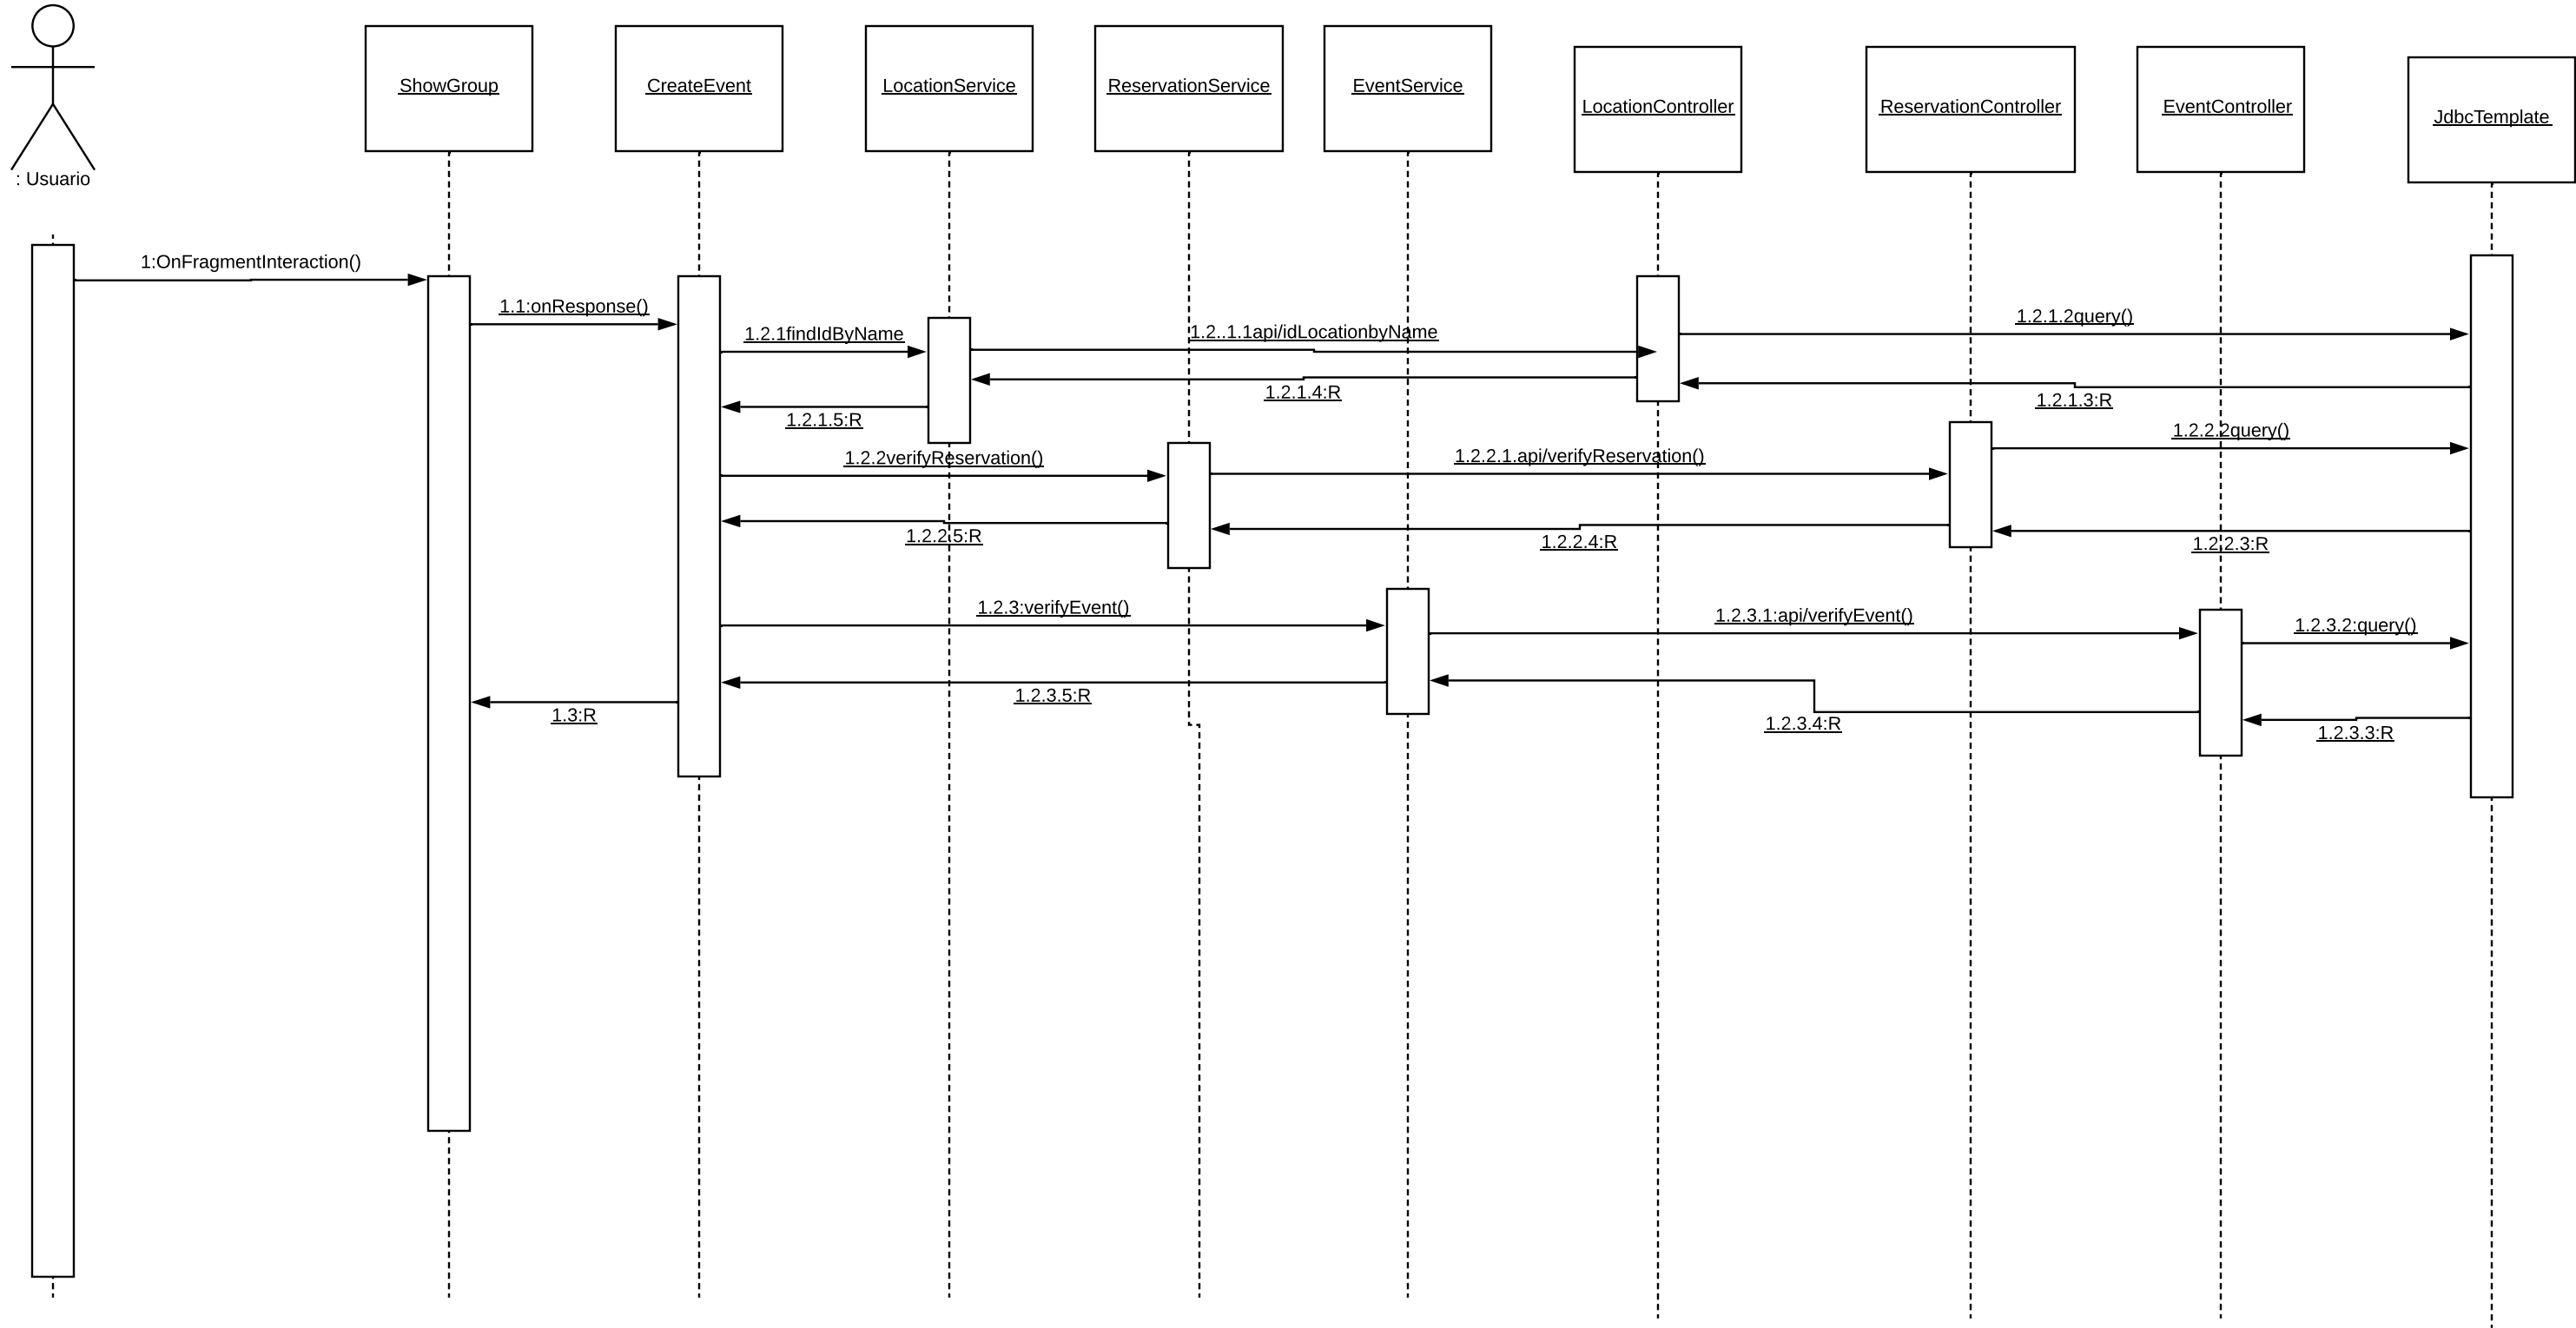 : Usuario
ShowGroup
CreateEvent
LocationService
ReservationService
EventService
LocationController
ReservationController
EventController
JdbcTemplate
1:OnFragmentInteraction()
1.1:onResponse()
1.2.1findIdByName
1.2..1.1api/idLocationbyName
1.2.1.2query()
1.2.1.3:R
1.2.1.4:R
1.2.1.5:R
1.2.2verifyReservation()
1.2.2.1.api/verifyReservation()
1.2.2.2query()
1.2.2.3:R
1.2.2.4:R
1.2.2.5:R
1.2.3:verifyEvent()
1.2.3.1:api/verifyEvent()
1.2.3.2:query()
1.2.3.3:R
1.2.3.4:R
1.2.3.5:R
1.3:R